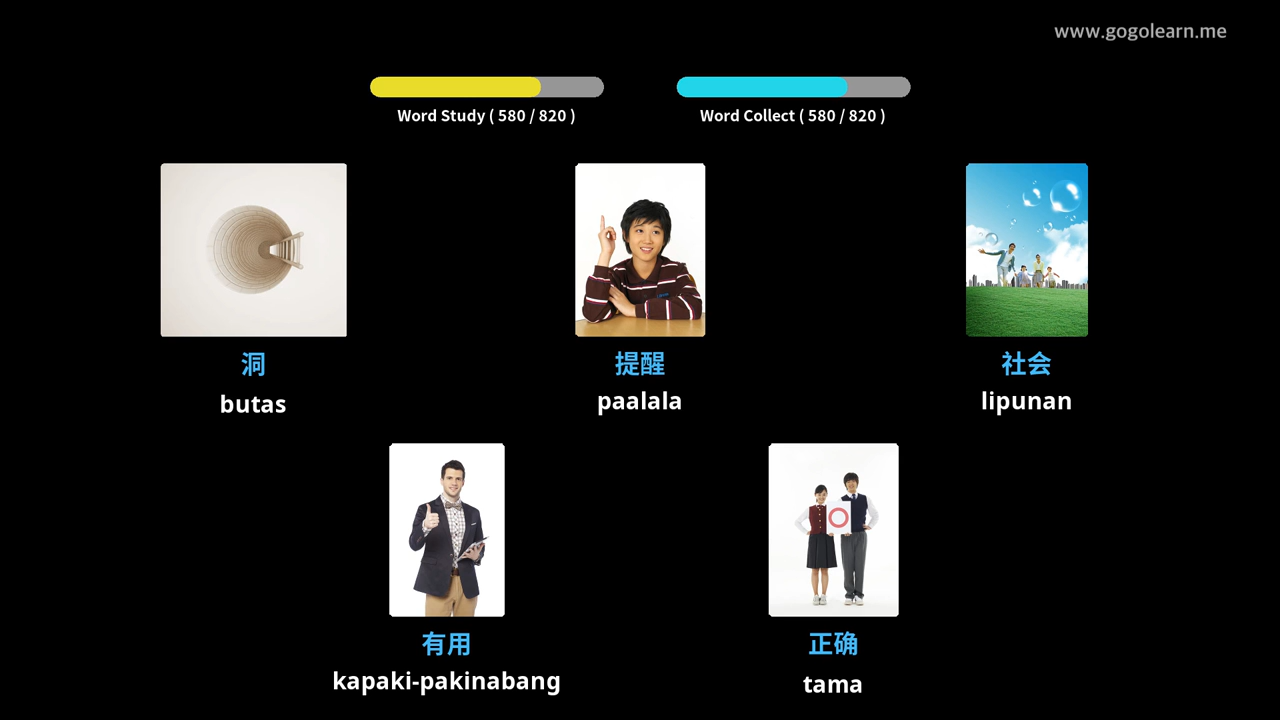 www.gogolearn.me
Word Study ( 580 / 820 )
Word Collect ( 580 / 820 )
洞
butas
提醒
paalala
社会
lipunan
有用
kapaki-pakinabang
正确
tama